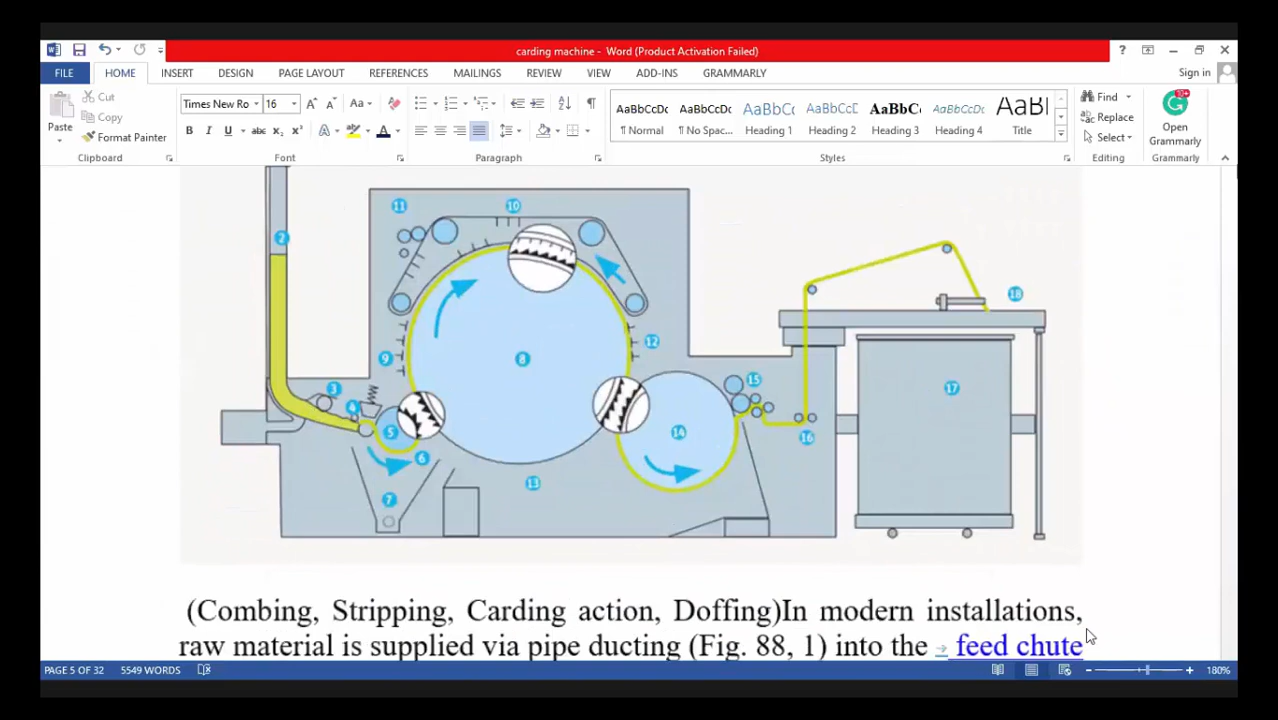 carding machine - Word (Product Activation Failed)
FILE HOME INSERT DESIGN PAGE LAYOUT REFERENCES MAILINGS REVIEW VIEW ADD-INS GRAMMARLY Sign in
Paste
Cut
Copy
Format Painter
Clipboard
Times New Ro 16
Font
Paragraph
AaBbCcDc AaBbCcDc AaBbCc AaBbCcD AaBbC AaBbCcD AaB
¶ Normal ¶ No Spac... Heading 1 Heading 2 Heading 3 Heading 4 Title
Styles
Find
Replace
Select
Editing
Open
Grammarly
Grammarly
11 10
2
18
12
9 8
15
3
17
4
5 14 16
6
13
7
(Combing, Stripping, Carding action, Doffing)In modern installations,
raw material is supplied via pipe ducting (Fig. 88, 1) into the → feed chute
PAGE 5 OF 32 5549 WORDS 180%